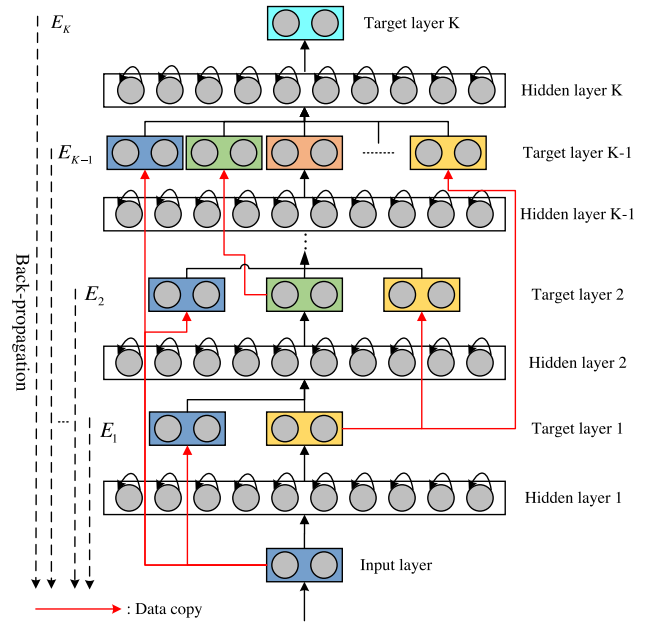 E_K
Target layer K
Hidden layer K
E_{K-1}
Target layer K-1
Hidden layer K-1
Back-propagation
E_2
Target layer 2
Hidden layer 2
E_1
Target layer 1
Hidden layer 1
Input layer
: Data copy